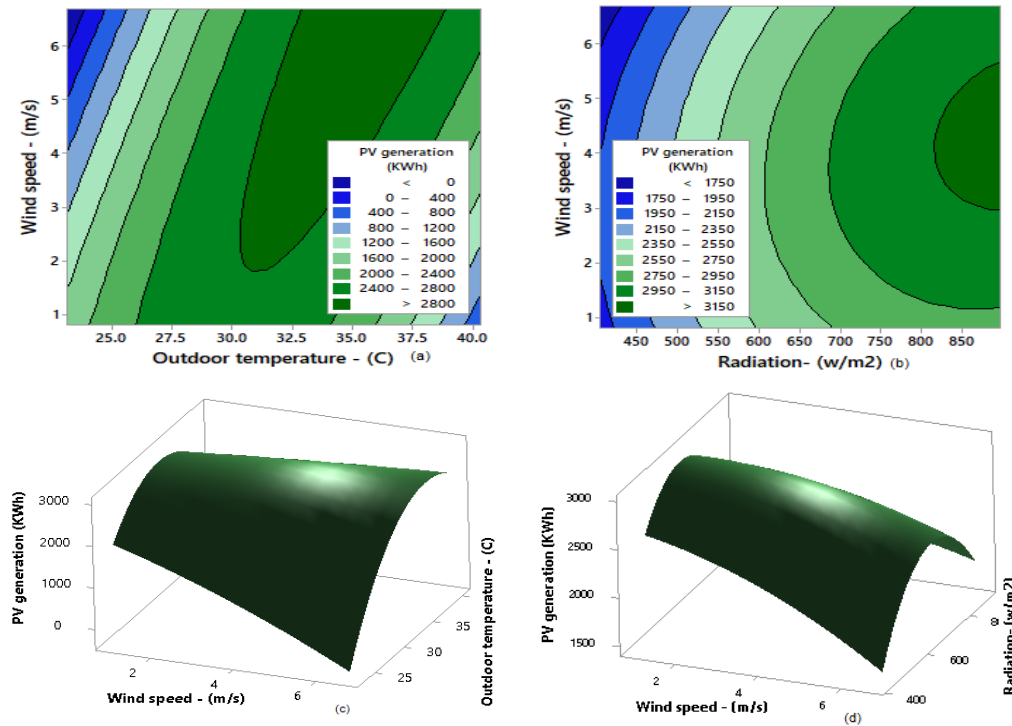 Wind speed - (m/s)
6
5
4
3
2
1
PV generation
(KWh)
< 0
0 – 400
400 – 800
800 – 1200
1200 – 1600
1600 – 2000
2000 – 2400
2400 – 2800
> 2800
25.0 27.5 30.0 32.5 35.0 37.5 40.0
Outdoor temperature - (C) (a)
Wind speed - (m/s)
6
5
4
3
2
1
PV generation
(KWh)
< 1750
1750 – 1950
1950 – 2150
2150 – 2350
2350 – 2550
2550 – 2750
2750 – 2950
2950 – 3150
> 3150
450 500 550 600 650 700 750 800 850
Radiation- (w/m2) (b)
PV generation (KWh)
3000
2000
1000
0
2 4 6
Wind speed - (m/s)
25
30
35
Outdoor temperature - (C)
(c)
PV generation (KWh)
3000
2500
2000
1500
2 4 6
Wind speed - (m/s)
400
600
8
Radiation- (w/m2)
(d)